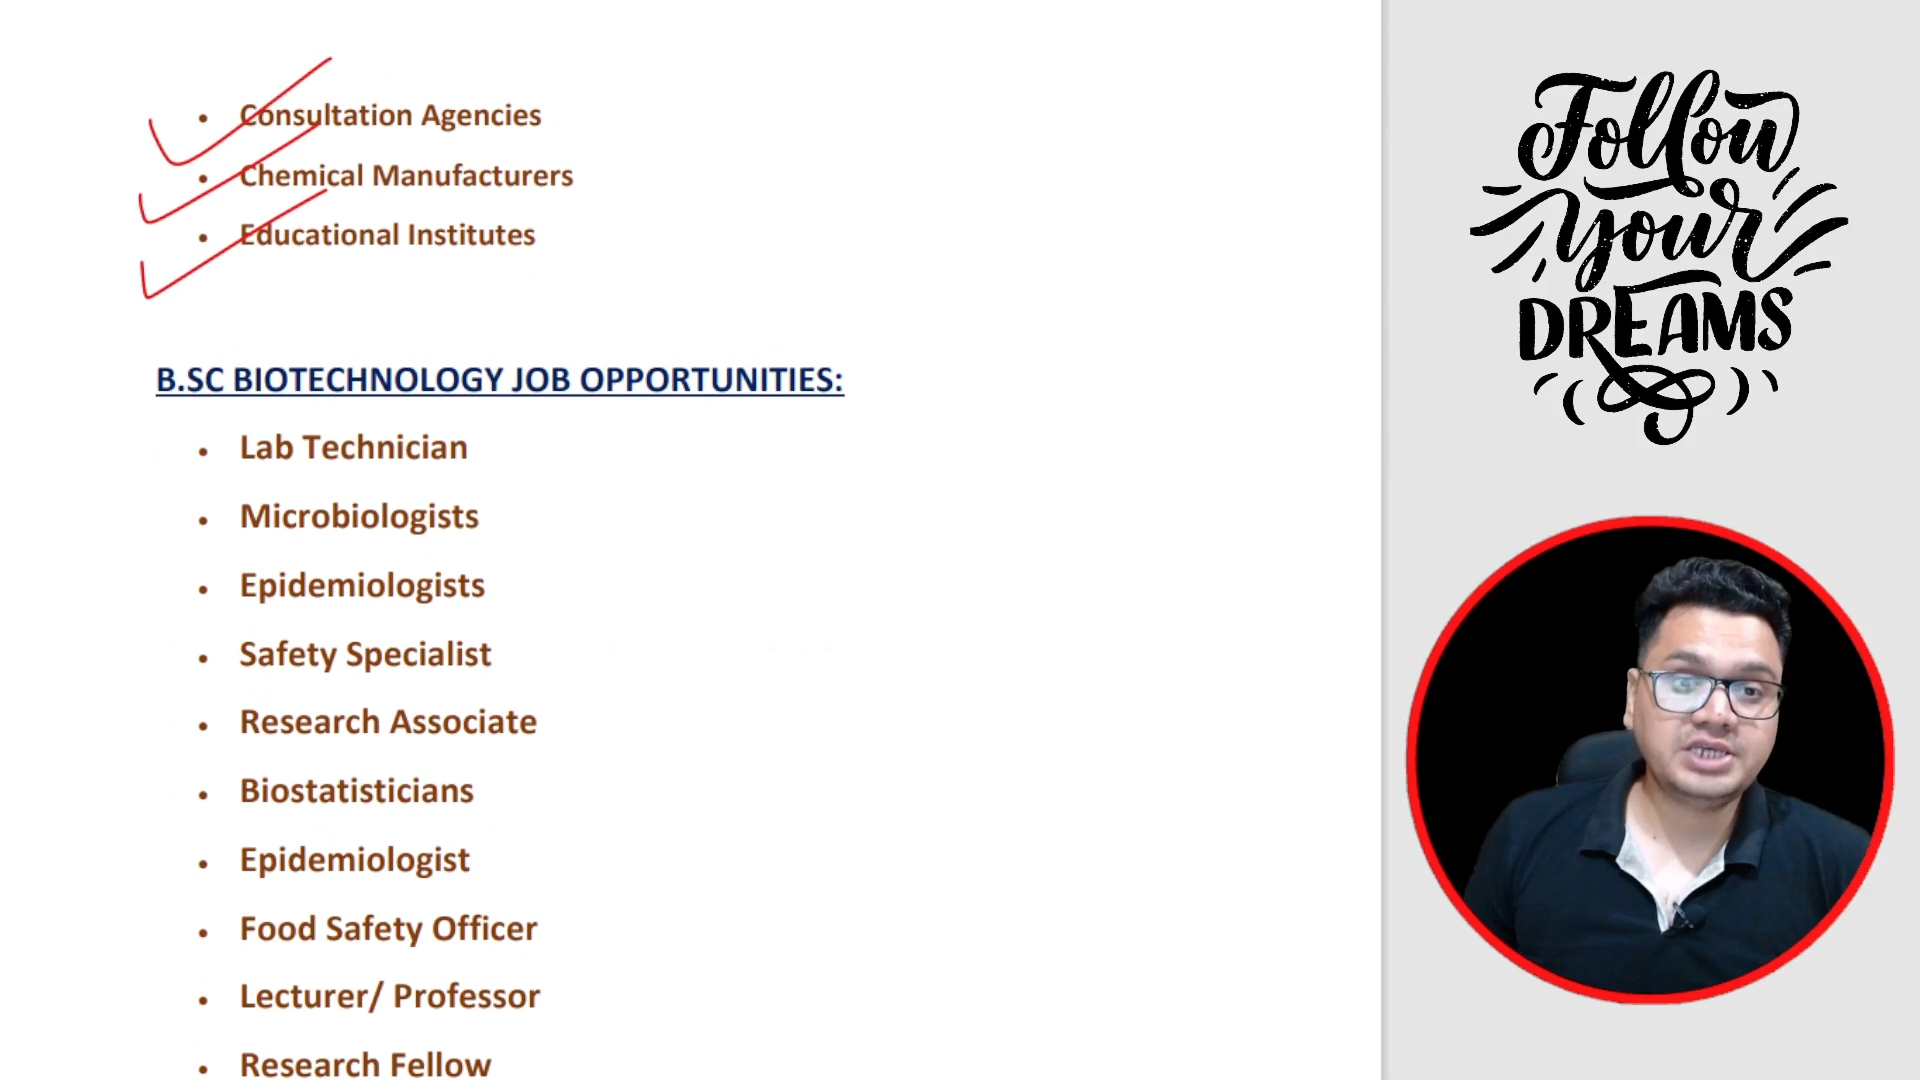 Consultation Agencies
Chemical Manufacturers
Educational Institutes
B.SC BIOTECHNOLOGY JOB OPPORTUNITIES:
Lab Technician
Microbiologists
Epidemiologists
Safety Specialist
Research Associate
Biostatisticians
Epidemiologist
Food Safety Officer
Lecturer/ Professor
Research Fellow
Follow
Your
DREAMS